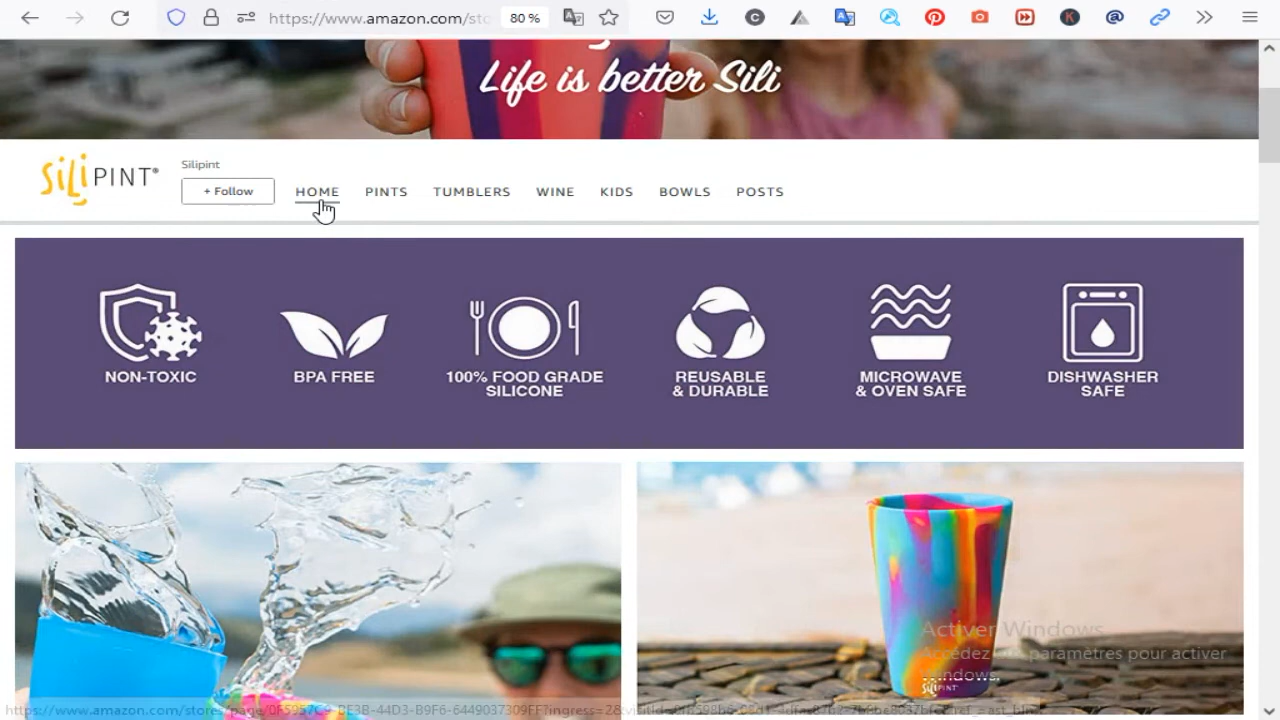 https://www.amazon.com/sto
80 %
Life is better Sili
SiLiPINT®
Silipint
+ Follow
HOME
PINTS
TUMBLERS
WINE
KIDS
BOWLS
POSTS
NON-TOXIC
BPA FREE
100% FOOD GRADE
SILICONE
REUSABLE
& DURABLE
MICROWAVE
& OVEN SAFE
DISHWASHER
SAFE
Activer Windows
Accédez aux paramètres pour activer
Windows.
SiLiPINT